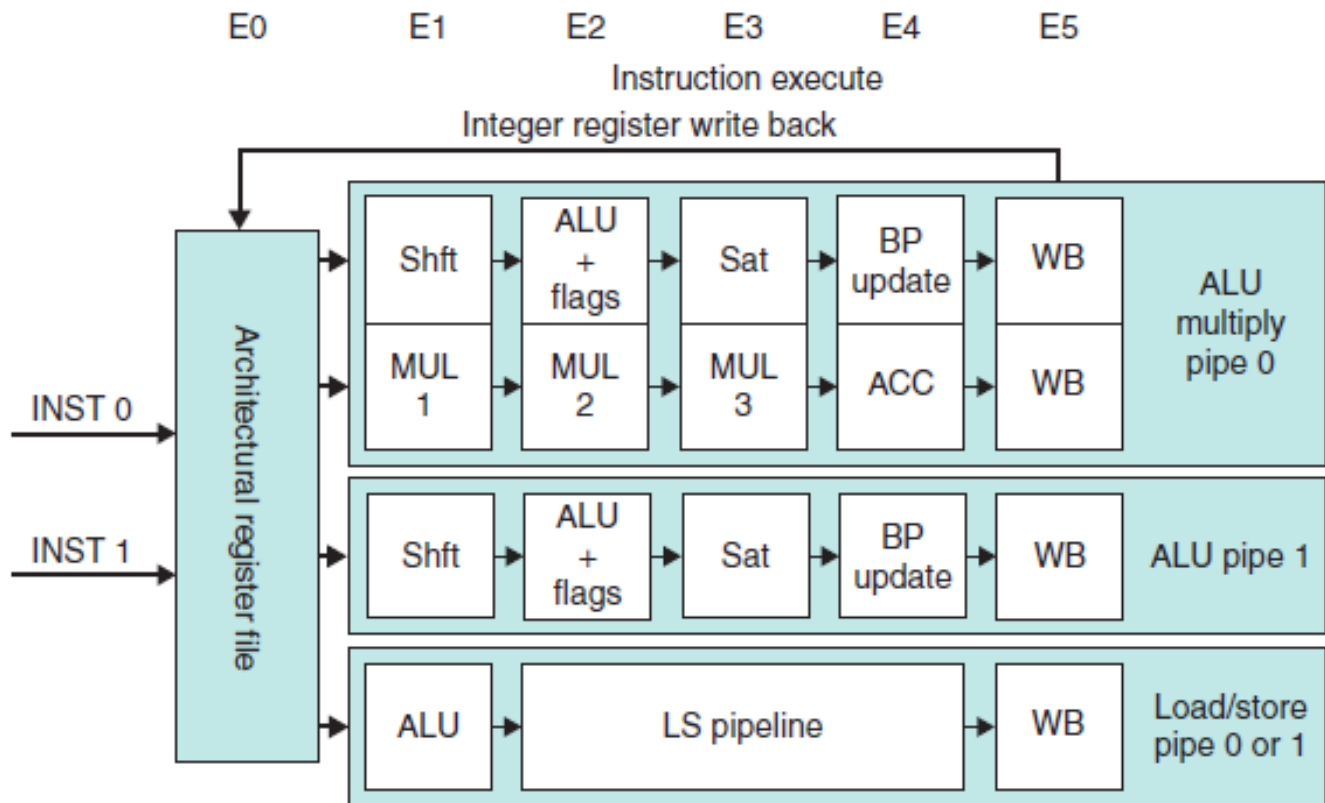 E0 E1 E2 E3 E4 E5
Instruction execute
Integer register write back
Architectural register file
INST 0
INST 1
Shft
ALU
+
flags
Sat
BP
update
WB
MUL
1
MUL
2
MUL
3
ACC
WB
ALU
multiply
pipe 0
Shft
ALU
+
flags
Sat
BP
update
WB
ALU pipe 1
ALU
LS pipeline
WB
Load/store
pipe 0 or 1